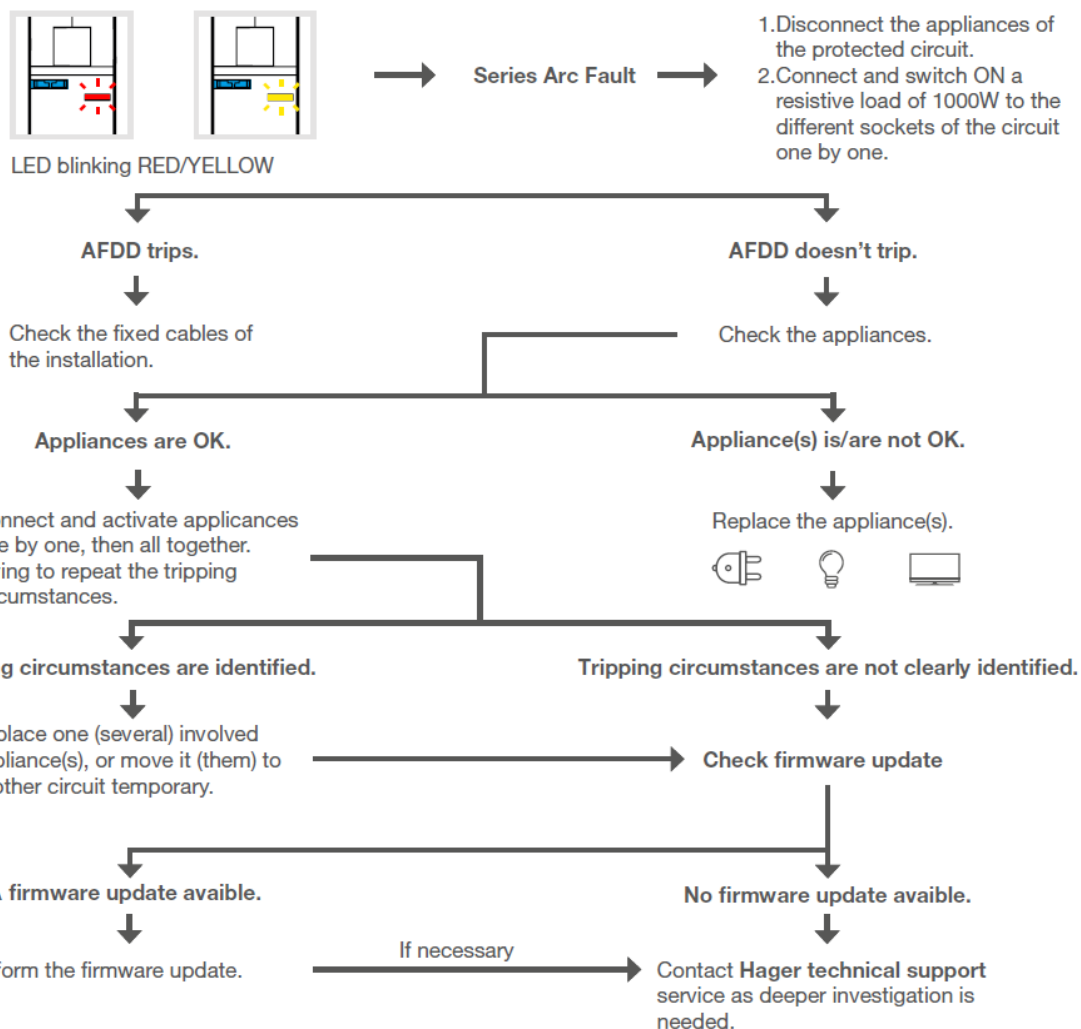 1.Disconnect the appliances of
the protected circuit.
2.Connect and switch ON a
resistive load of 1000W to the
different sockets of the circuit
one by one.
Series Arc Fault
LED blinking RED/YELLOW
AFDD trips.
AFDD doesn't trip.
Check the fixed cables of
the installation.
Check the appliances.
Appliances are OK.
Appliance(s) is/are not OK.
nnect and activate applicances
e by one, then all together.
ing to repeat the tripping
cumstances.
Replace the appliance(s).
g circumstances are identified.
Tripping circumstances are not clearly identified.
place one (several) involved
pliance(s), or move it (them) to
other circuit temporary.
Check firmware update
A firmware update avaible.
No firmware update avaible.
form the firmware update.
If necessary
Contact Hager technical support
service as deeper investigation is
needed.